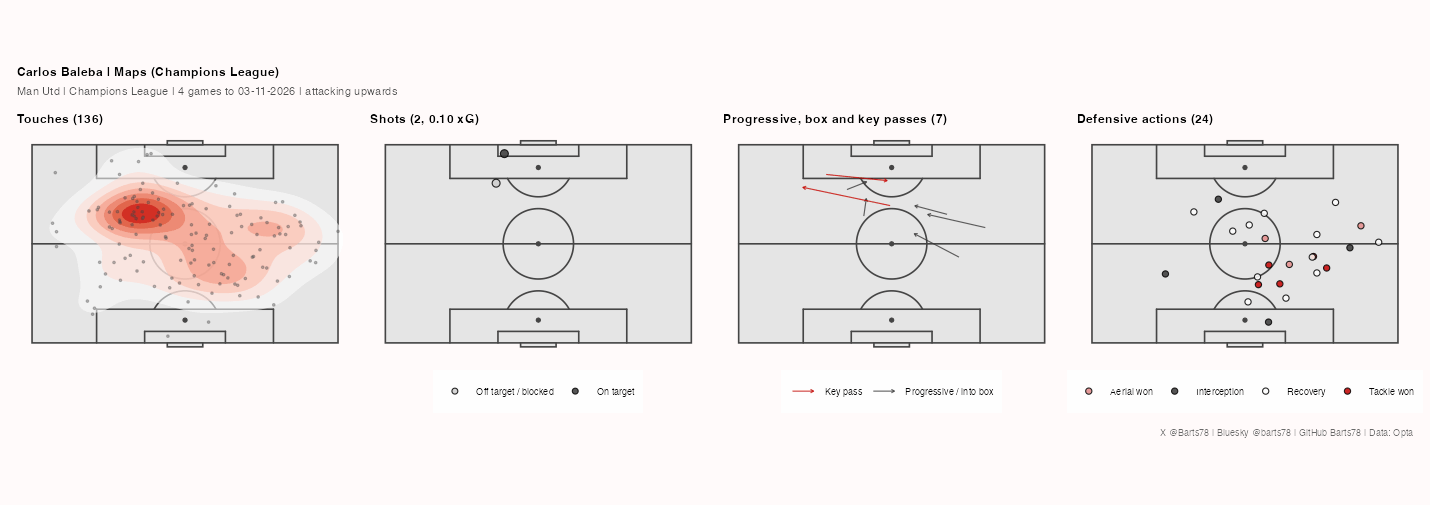 Carlos Baleba | Maps (Champions League)
Man Utd | Champions League | 4 games to 03-11-2026 | attacking upwards
Touches (136)
Shots (2, 0.10 xG)
Progressive, box and key passes (7)
Defensive actions (24)
Off target / blocked
On target
Key pass
Progressive / into box
Aerial won
Interception
Recovery
Tackle won
X @Barts78 | Bluesky @barts78 | GitHub Barts78 | Data: Opta